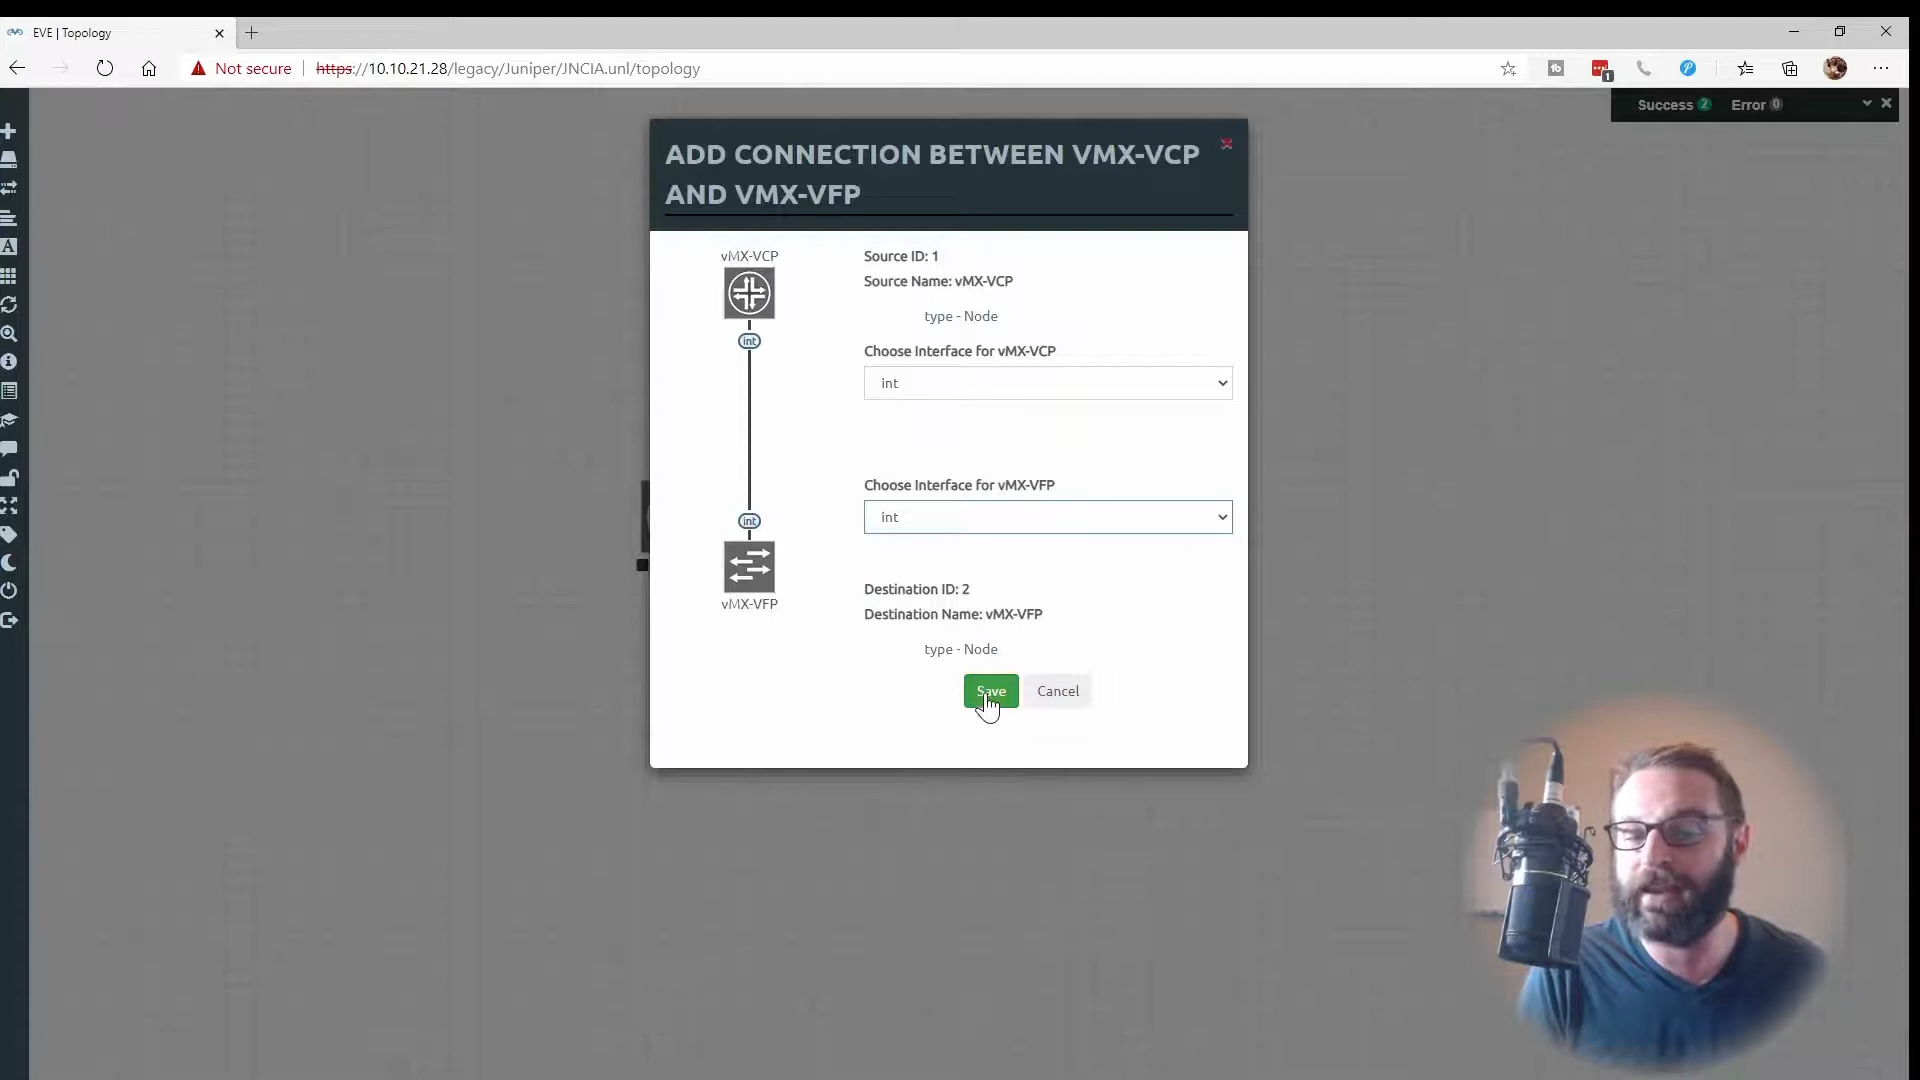 EVE | Topology
Not secure
https://10.10.21.28/legacy/Juniper/JNCIA.unl/topology
1
Success 2 Error 0
ADD CONNECTION BETWEEN VMX-VCP
AND VMX-VFP
vMX-VCP
int
int
vMX-VFP
Source ID: 1
Source Name: vMX-VCP
type - Node
Choose Interface for vMX-VCP
int
Choose Interface for vMX-VFP
int
Destination ID: 2
Destination Name: vMX-VFP
type - Node
Save Cancel